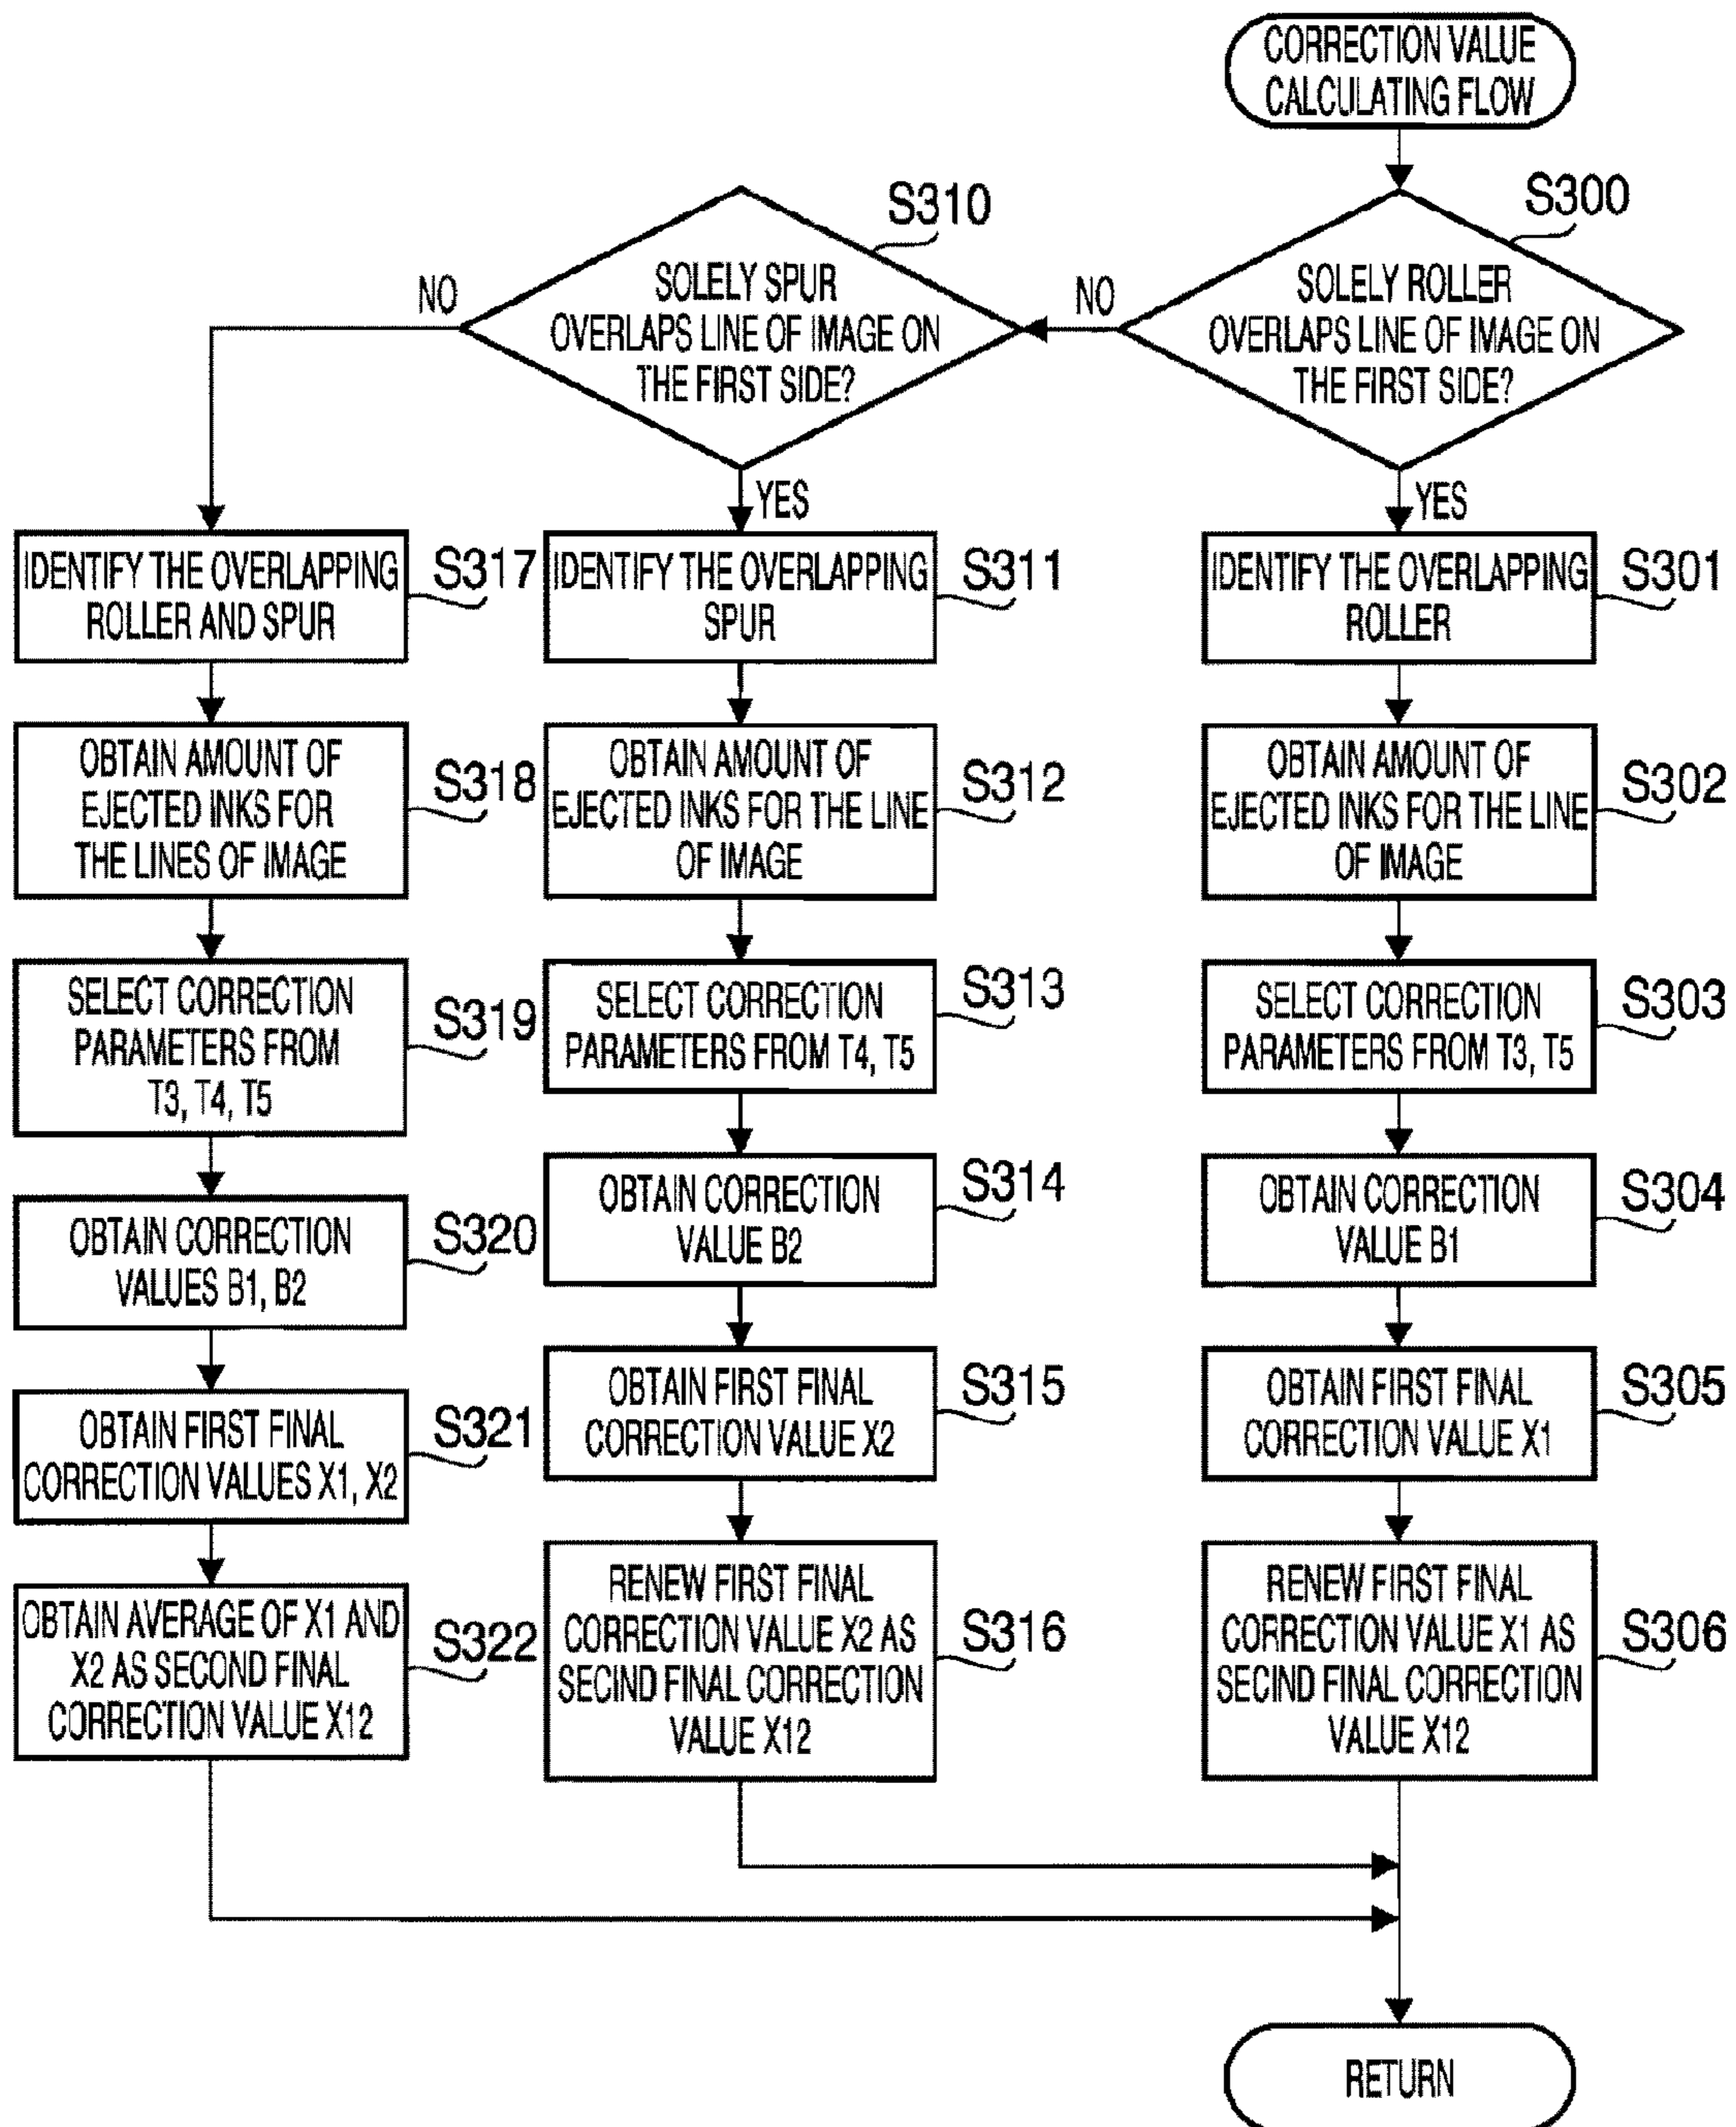 CORRECTION VALUE
CALCULATING FLOW
S300
SOLELY ROLLER
OVERLAPS LINE OF IMAGE ON
THE FIRST SIDE?
NO
YES
S310
SOLELY SPUR
OVERLAPS LINE OF IMAGE ON
THE FIRST SIDE?
NO
YES
IDENTIFY THE OVERLAPPING
ROLLER AND SPUR
S317
OBTAIN AMOUNT OF
EJECTED INKS FOR
THE LINES OF IMAGE
S318
SELECT CORRECTION
PARAMETERS FROM
T3, T4, T5
S319
OBTAIN CORRECTION
VALUES B1, B2
S320
OBTAIN FIRST FINAL
CORRECTION VALUES X1, X2
S321
OBTAIN AVERAGE OF X1 AND
X2 AS SECOND FINAL
CORRECTION VALUE X12
S322
IDENTIFY THE OVERLAPPING
SPUR
S311
OBTAIN AMOUNT OF
EJECTED INKS FOR THE LINE
OF IMAGE
S312
SELECT CORRECTION
PARAMETERS FROM T4, T5
S313
OBTAIN CORRECTION
VALUE B2
S314
OBTAIN FIRST FINAL
CORRECTION VALUE X2
S315
RENEW FIRST FINAL
CORRECTION VALUE X2 AS
SECIND FINAL CORRECTION
VALUE X12
S316
IDENTIFY THE OVERLAPPING
ROLLER
S301
OBTAIN AMOUNT OF
EJECTED INKS FOR THE LINE
OF IMAGE
S302
SELECT CORRECTION
PARAMETERS FROM T3, T5
S303
OBTAIN CORRECTION
VALUE B1
S304
OBTAIN FIRST FINAL
CORRECTION VALUE X1
S305
RENEW FIRST FINAL
CORRECTION VALUE X1 AS
SECIND FINAL CORRECTION
VALUE X12
S306
RETURN